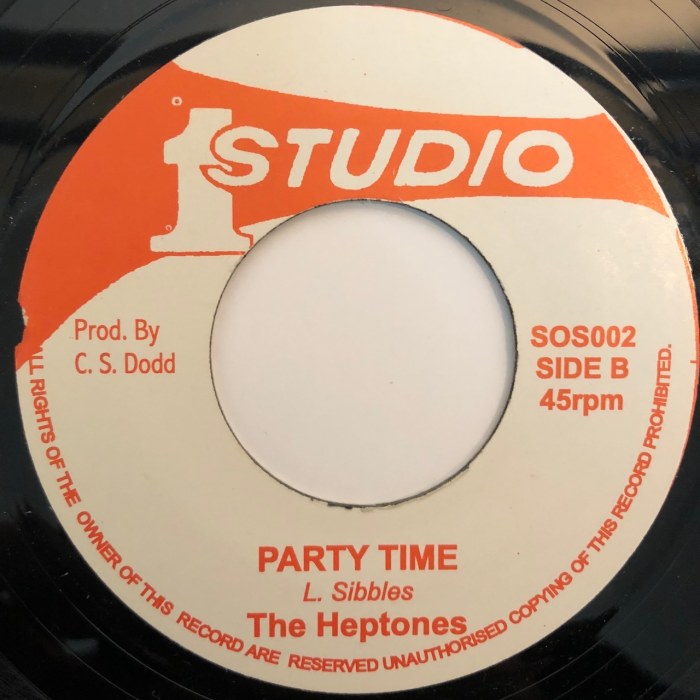 1 STUDIO
Prod. By
C. S. Dodd
SOS002
SIDE B
45rpm
PARTY TIME
L. Sibbles
The Heptones
ALL RIGHTS OF THE OWNER OF THIS RECORD ARE RESERVED UNAUTHORISED COPYING OF THIS RECORD PROHIBITED.